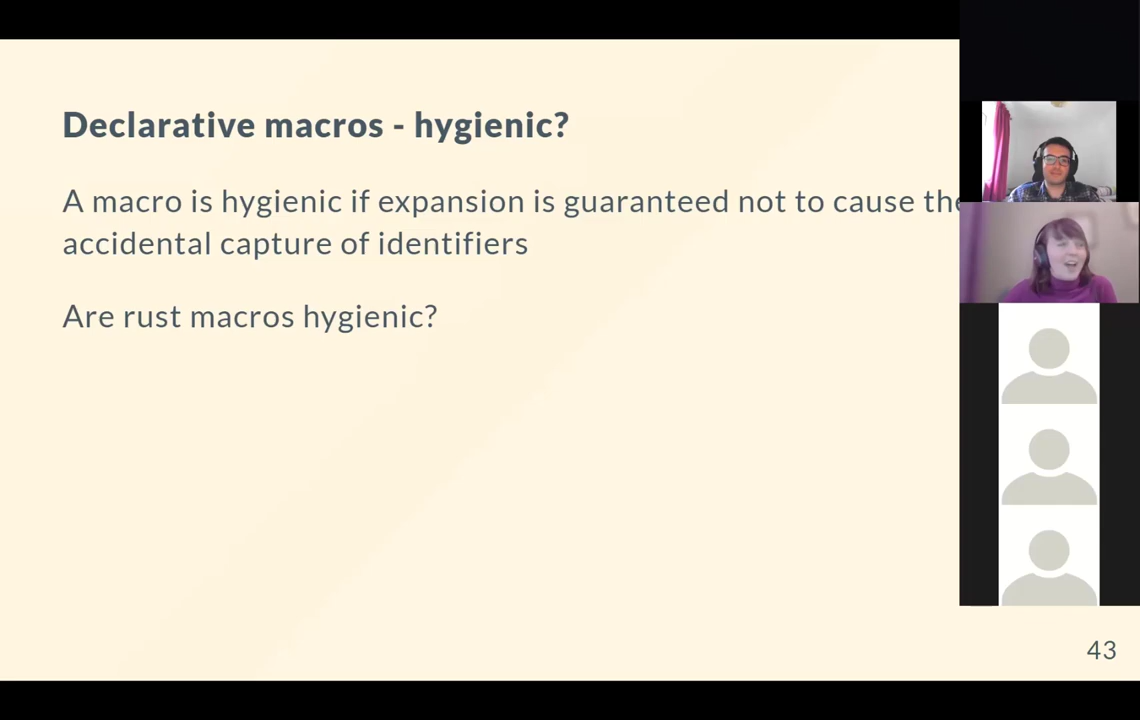 Declarative macros - hygienic?
A macro is hygienic if expansion is guaranteed not to cause the
accidental capture of identifiers
Are rust macros hygienic?
43